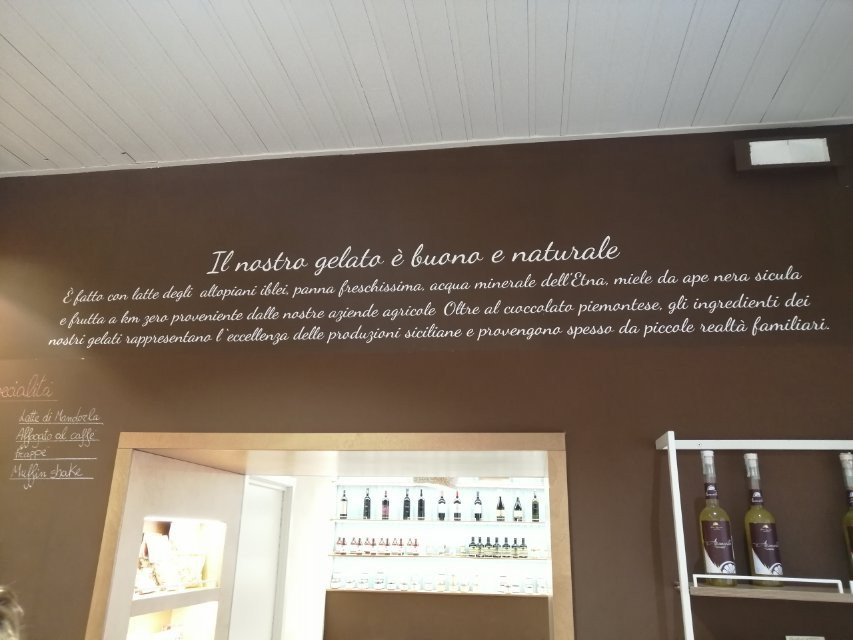 Il nostro gelato è buono e naturale
È fatto con latte degli altopiani iblei, panna freschissima, acqua minerale dell'Etna, miele da ape nera sicula
e frutta a km zero proveniente dalle nostre aziende agricole. Oltre al cioccolato piemontese, gli ingredienti dei
nostri gelati rappresentano l'eccellenza delle produzioni siciliane e provengono spesso da piccole realtà familiari.
ecialità
Latte di Mandorla
Affogato al caffè
frappe
Muffin shake